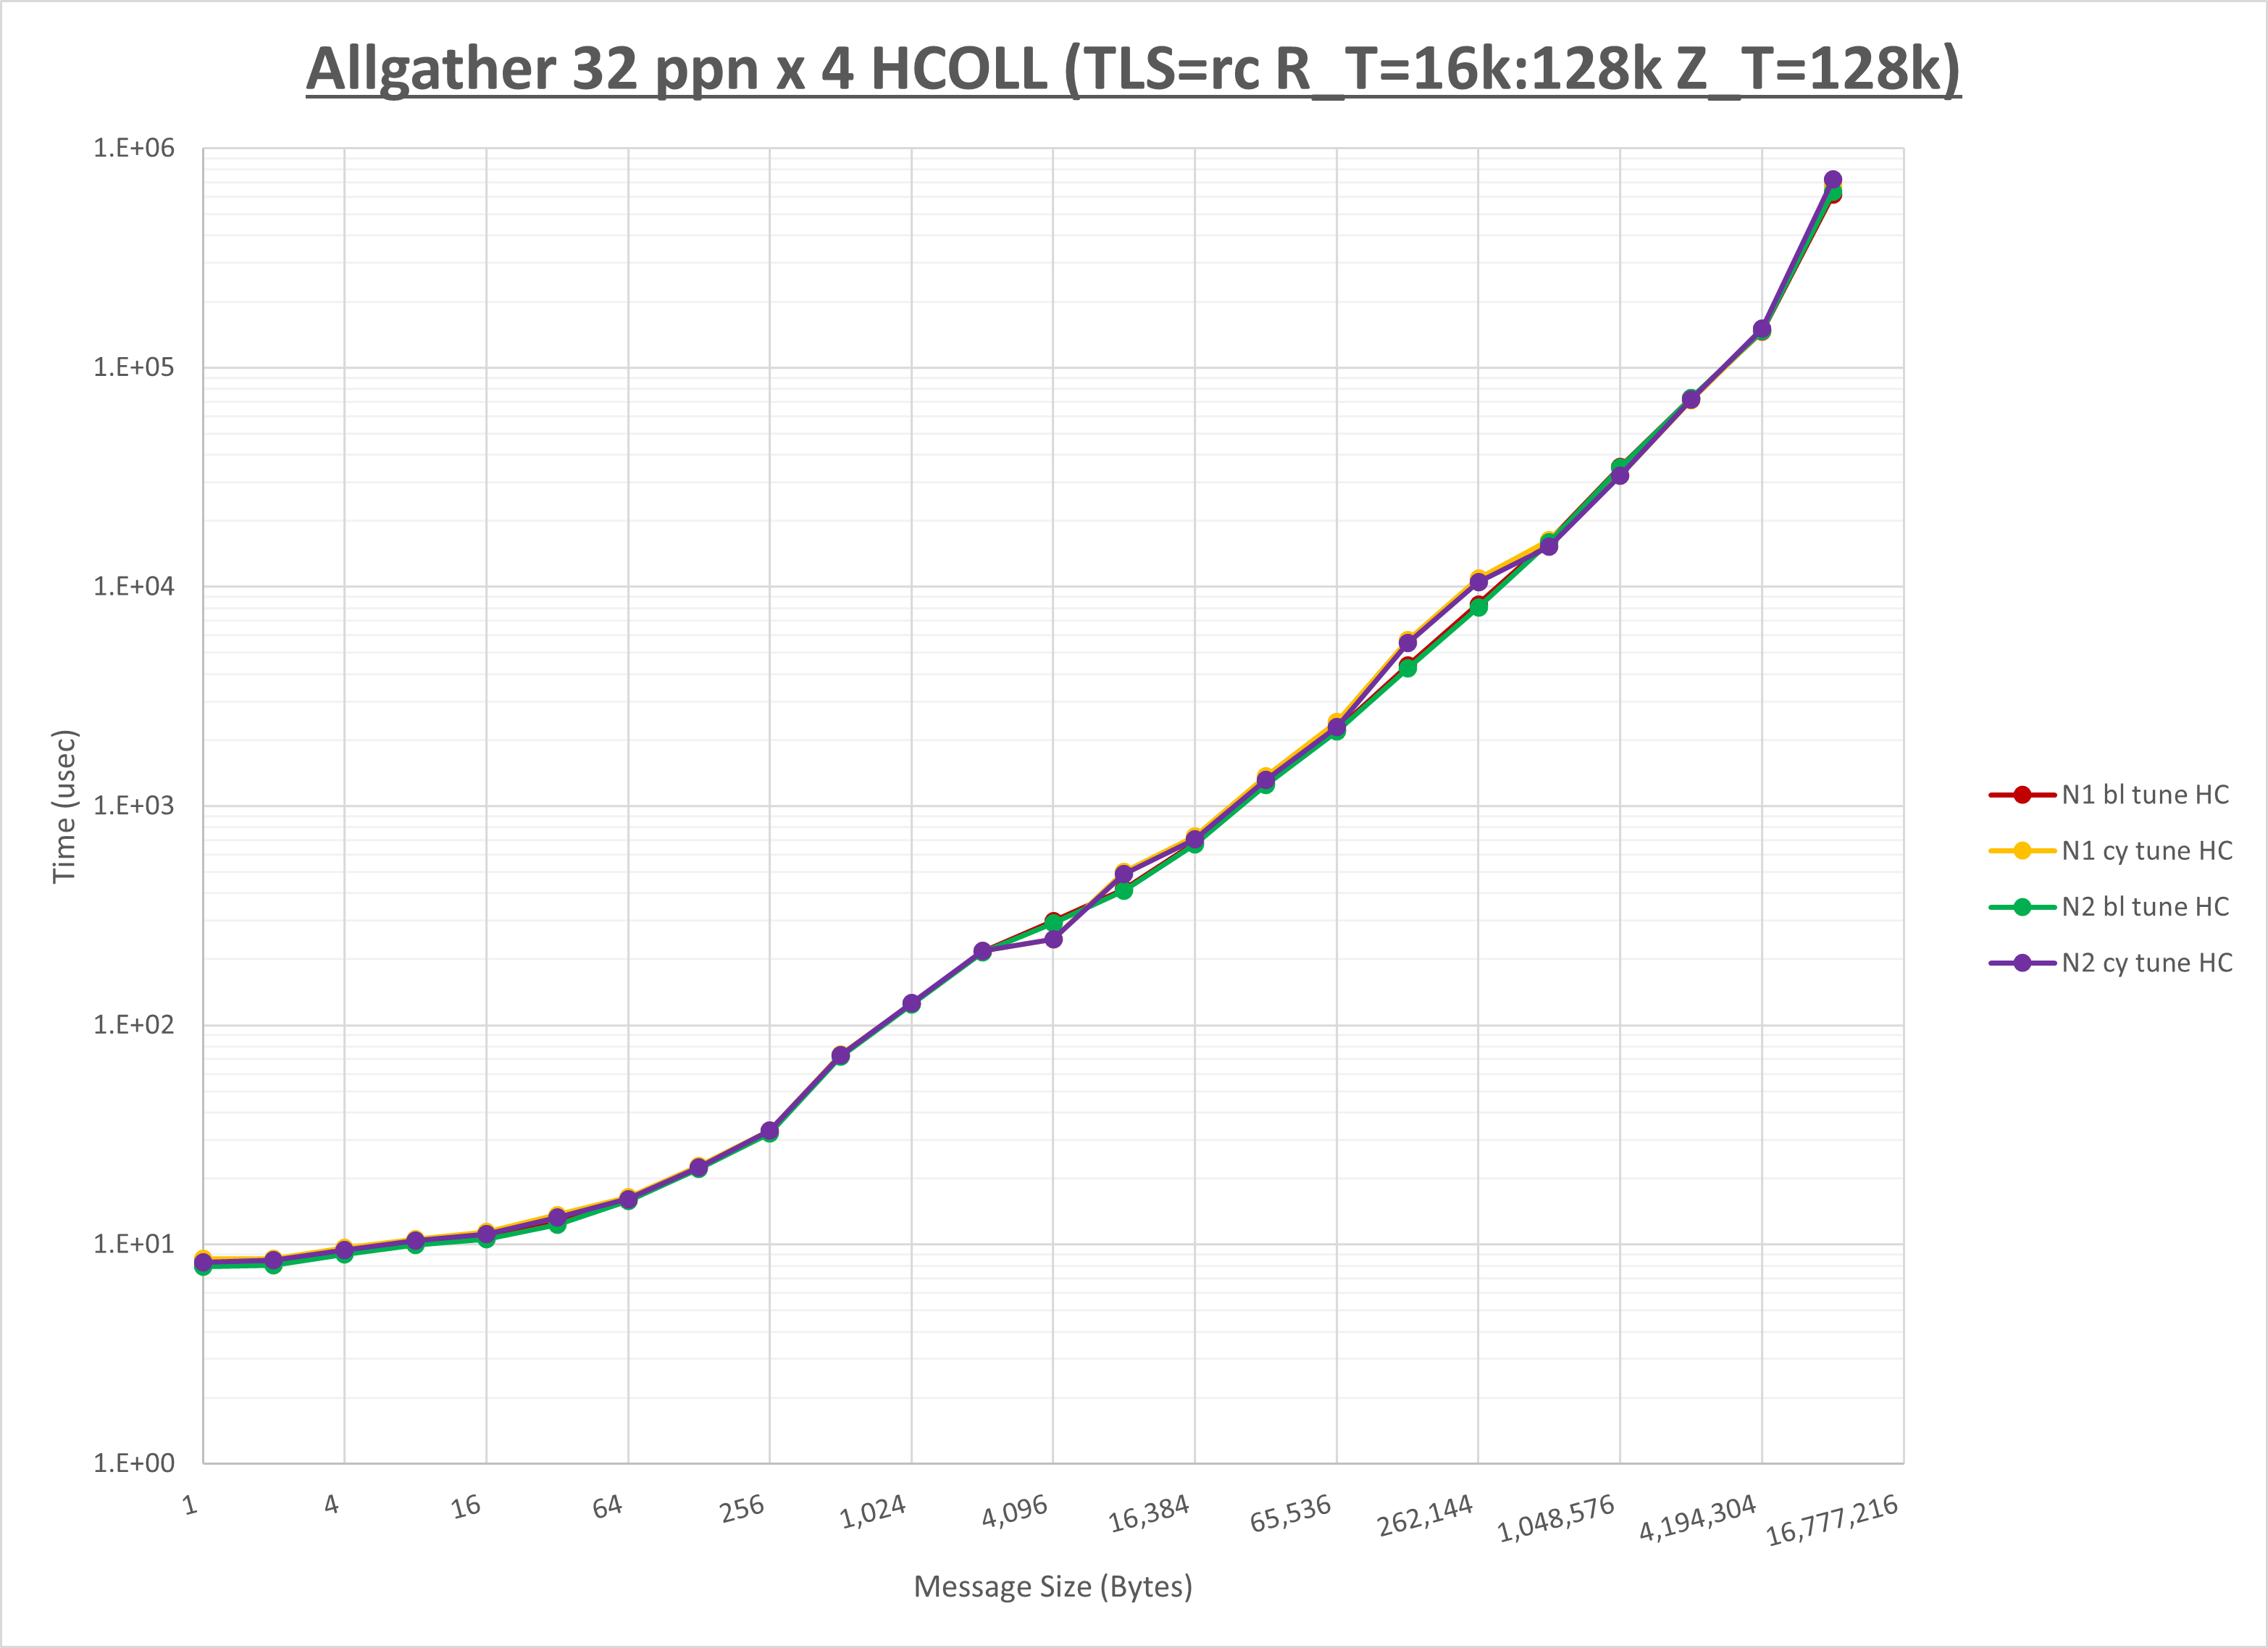 Allgather 32 ppn x 4 HCOLL (TLS=rc R_T=16k:128k Z_T=128k)
1.E+06
1.E+05
1.E+04
1.E+03
1.E+02
1.E+01
1.E+00
Time (usec)
1 4 16 64 256 1,024 4,096 16,384 65,536 262,144 1,048,576 4,194,304 16,777,216
Message Size (Bytes)
N1 bl tune HC
N1 cy tune HC
N2 bl tune HC
N2 cy tune HC